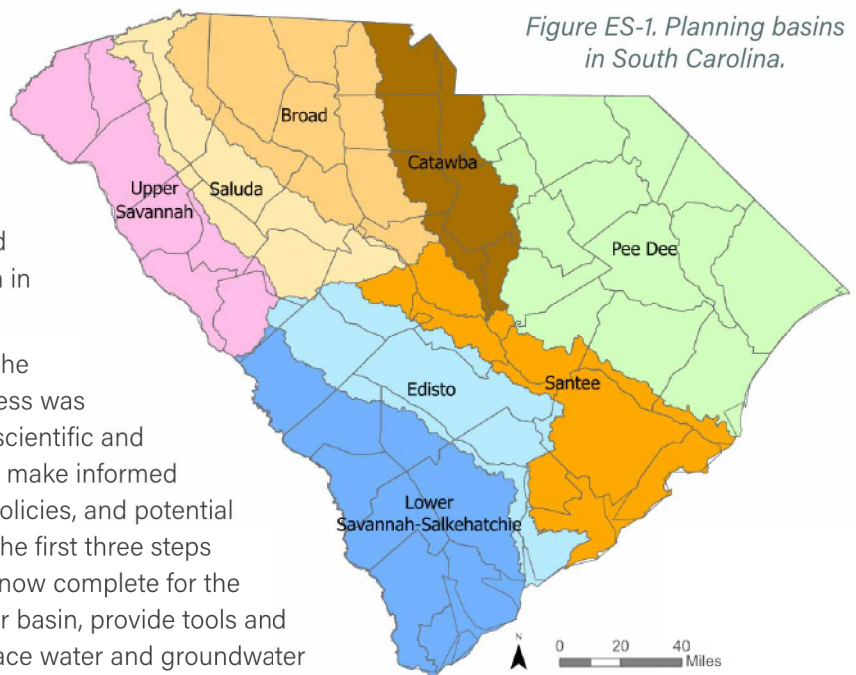 Figure ES-1. Planning basins
in South Carolina.
Broad
Catawba
Upper
Savannah
Saluda
Pee Dee
Edisto
Santee
Lower
Savannah-Salkehatchie
n in
ess was
scientific and
make informed
olicies, and potential
he first three steps
now complete for the
r basin, provide tools and
ace water and groundwater
N
0 20 40
Miles